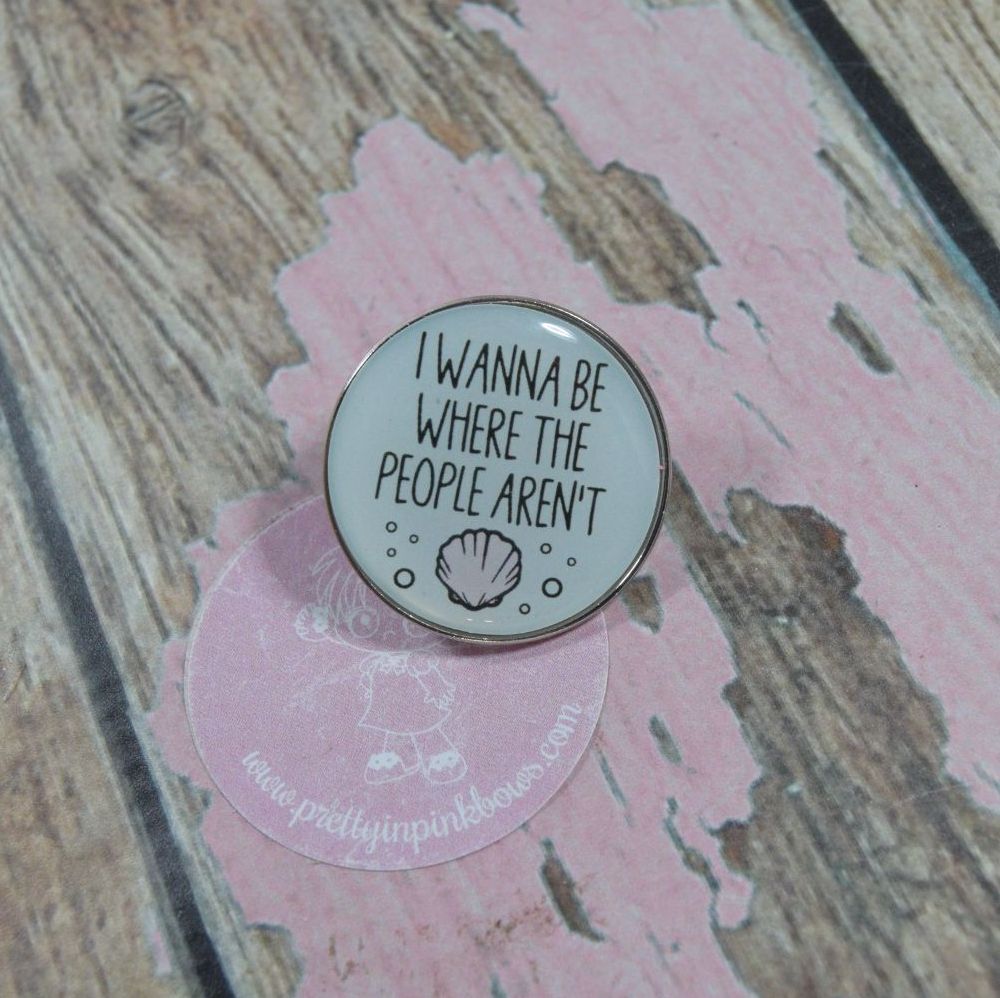 I WANNA BE
WHERE THE
PEOPLE AREN'T
www.prettyinpinkbows.com